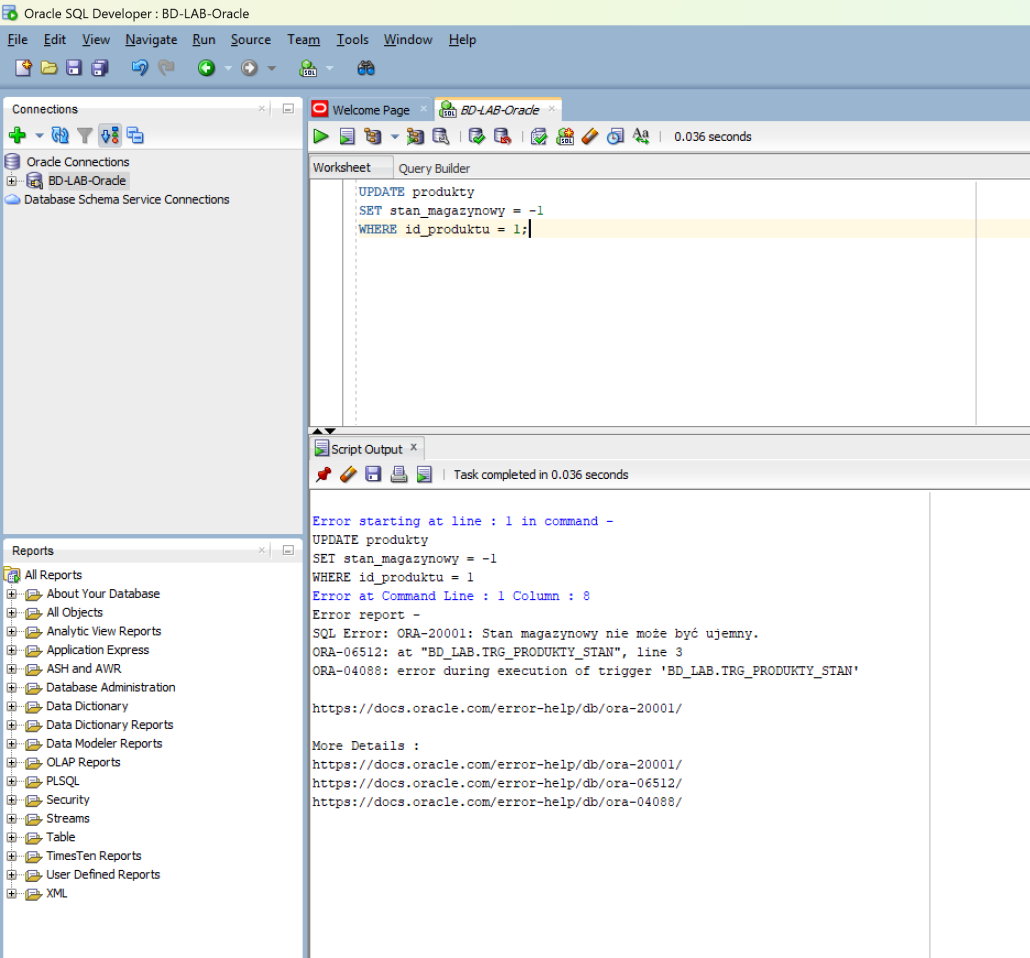 Oracle SQL Developer : BD-LAB-Oracle
File Edit View Navigate Run Source Team Tools Window Help
Connections
Oracle Connections
BD-LAB-Oracle
Database Schema Service Connections
Reports
All Reports
About Your Database
All Objects
Analytic View Reports
Application Express
ASH and AWR
Database Administration
Data Dictionary
Data Dictionary Reports
Data Modeler Reports
OLAP Reports
PLSQL
Security
Streams
Table
TimesTen Reports
User Defined Reports
XML
Welcome Page BD-LAB-Oracle
0.036 seconds
Worksheet Query Builder
UPDATE produkty
SET stan_magazynowy = -1
WHERE id_produktu = 1;
Script Output
Task completed in 0.036 seconds
Error starting at line : 1 in command -
UPDATE produkty
SET stan_magazynowy = -1
WHERE id_produktu = 1
Error at Command Line : 1 Column : 8
Error report -
SQL Error: ORA-20001: Stan magazynowy nie może być ujemny.
ORA-06512: at "BD_LAB.TRG_PRODUKTY_STAN", line 3
ORA-04088: error during execution of trigger 'BD_LAB.TRG_PRODUKTY_STAN'
https://docs.oracle.com/error-help/db/ora-20001/
More Details :
https://docs.oracle.com/error-help/db/ora-20001/
https://docs.oracle.com/error-help/db/ora-06512/
https://docs.oracle.com/error-help/db/ora-04088/